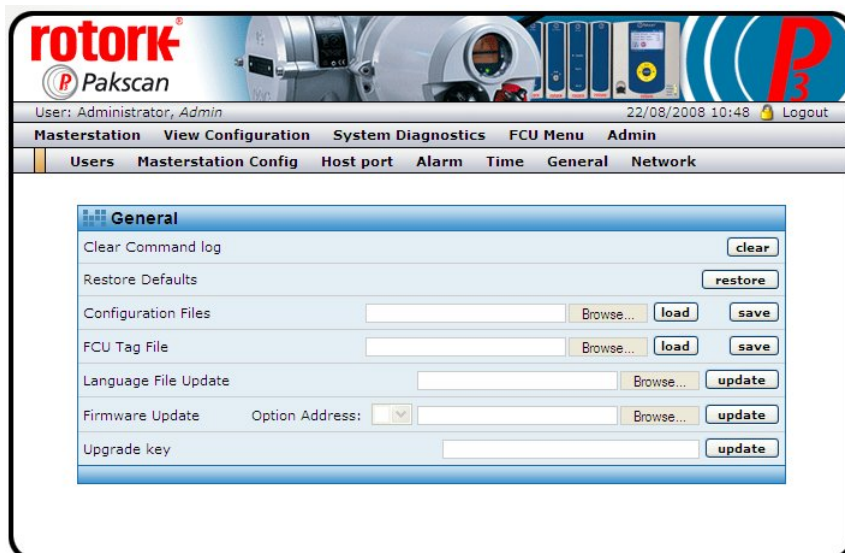 rotork®
P Pakscan
P3
User: Administrator, Admin 22/08/2008 10:48 Logout
Masterstation View Configuration System Diagnostics FCU Menu Admin
Users Masterstation Config Host port Alarm Time General Network
General
Clear Command log clear
Restore Defaults restore
Configuration Files Browse... load save
FCU Tag File Browse... load save
Language File Update Browse... update
Firmware Update Option Address: Browse... update
Upgrade key update